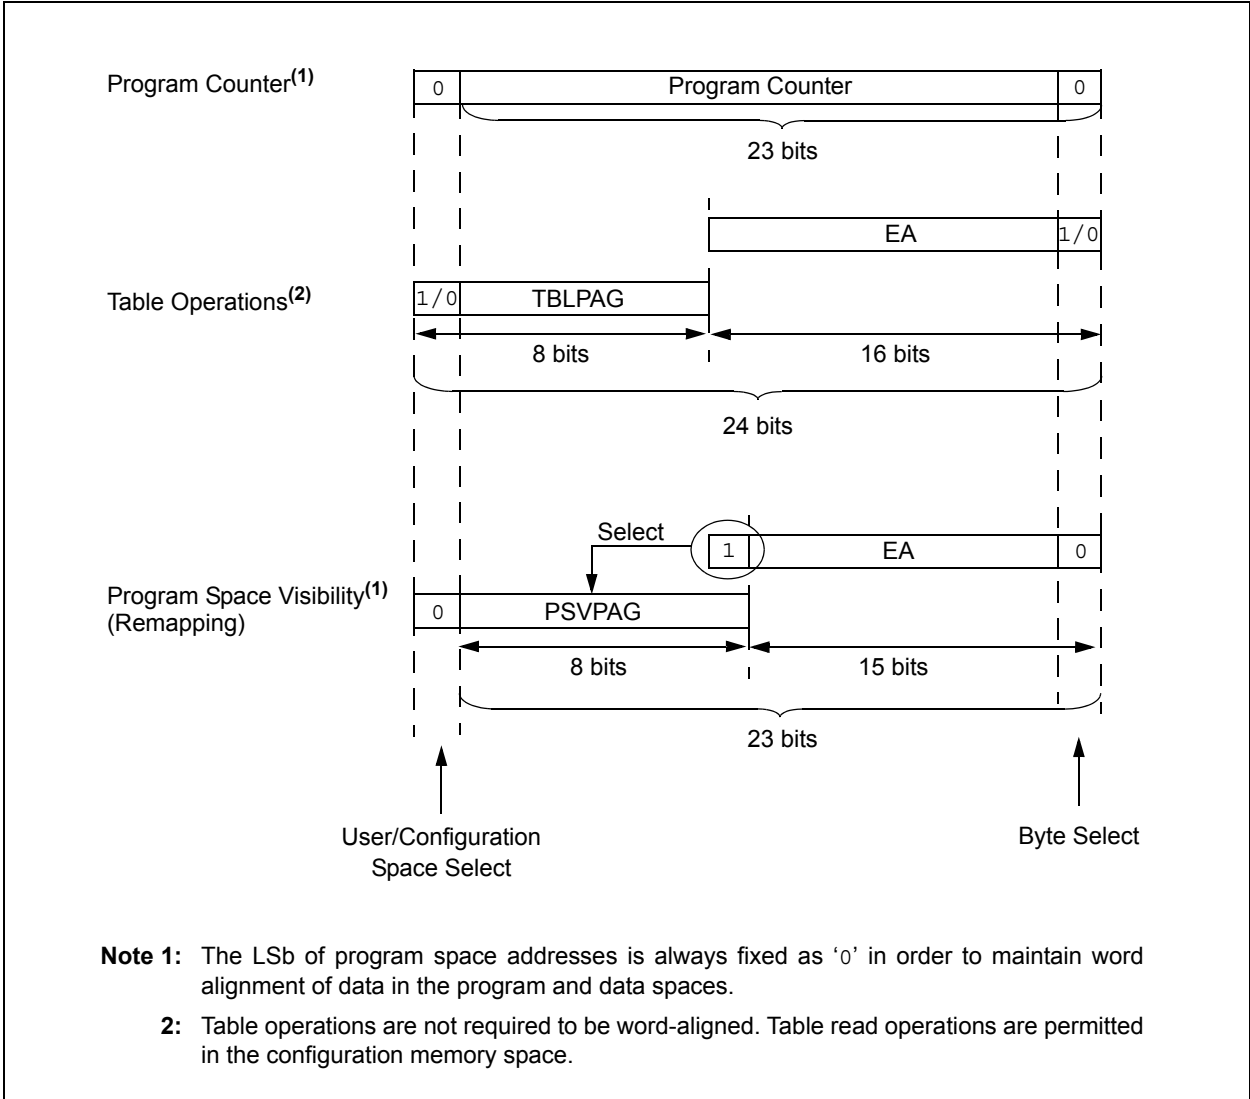 Program Counter(1)
0
Program Counter
0
23 bits
EA
1/0
Table Operations(2)
1/0
TBLPAG
8 bits
16 bits
24 bits
Select
1
EA
0
Program Space Visibility(1)
(Remapping)
0
PSVPAG
8 bits
15 bits
23 bits
User/Configuration
Space Select
Byte Select
Note 1: The LSb of program space addresses is always fixed as ‘0’ in order to maintain word
alignment of data in the program and data spaces.
2: Table operations are not required to be word-aligned. Table read operations are permitted
in the configuration memory space.